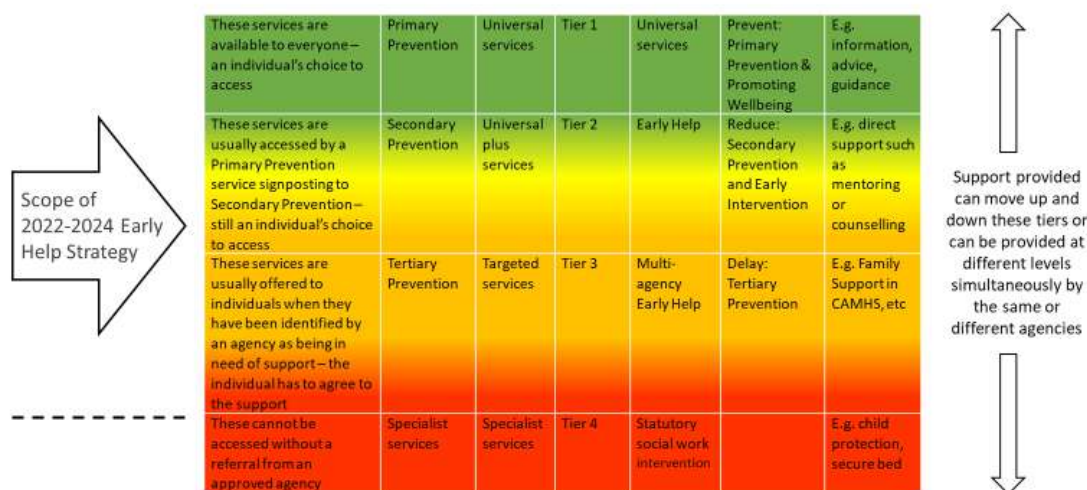 Scope of
2022-2024 Early
Help Strategy
These services are
available to everyone –
an individual's choice to
access
Primary
Prevention
Universal
services
Tier 1
Universal
services
Prevent:
Primary
Prevention &
Promoting
Wellbeing
E.g.
information,
advice,
guidance
These services are
usually accessed by a
Primary Prevention
service signposting to
Secondary Prevention –
still an individual's choice
to access
Secondary
Prevention
Universal
plus
services
Tier 2
Early Help
Reduce:
Secondary
Prevention
and Early
Intervention
E.g. direct
support such
as
mentoring
or
counselling
These services are
usually offered to
individuals when they
have been identified by
an agency as being in
need of support – the
individual has to agree to
the support
Tertiary
Prevention
Targeted
services
Tier 3
Multi-
agency
Early Help
Delay:
Tertiary
Prevention
E.g. Family
Support in
CAMHS, etc
These cannot be
accessed without a
referral from an
approved agency
Specialist
services
Specialist
services
Tier 4
Statutory
social work
intervention
E.g. child
protection,
secure bed
Support provided
can move up and
down these tiers or
can be provided at
different levels
simultaneously by
the same or
different agencies